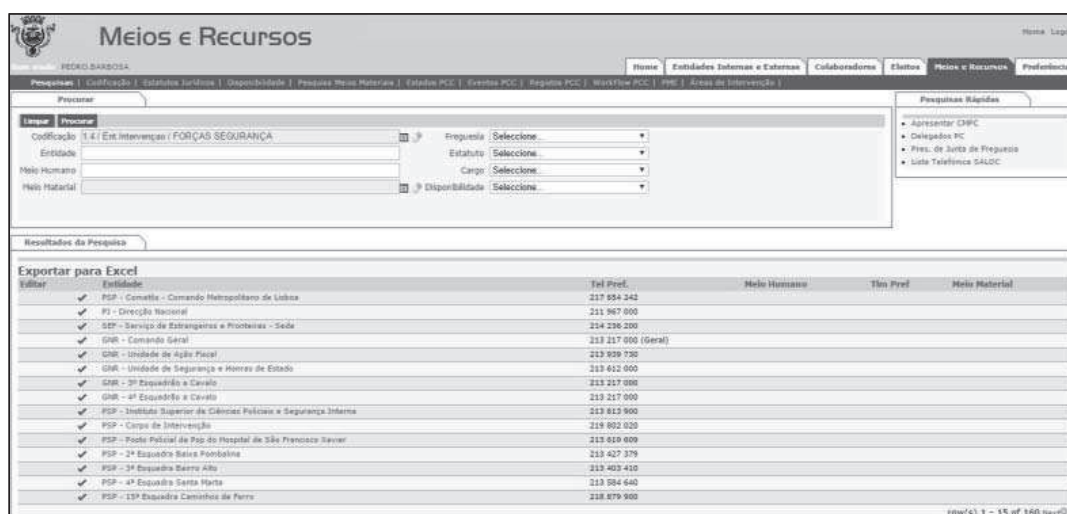 Meios e Recursos
Home
PEDRO BARBOSA
Home Entidades Internas e Externas Colaboradores Eleitos Meios e Recursos Preferência
Pesquisas | Codificação | Estatutos Jurídicos | Disponibilidade | Pesquisa Meios Materiais | Estados PCC | Eventos PCC | Registos PCC | Workflow PCC | PME | Áreas de Intervenção |
Procurar
Limpar Procurar
Codificação 1.4 / Ent.Intervençao / FORÇAS SEGURANÇA Freguesia Seleccione...
Entidade Estatuto Seleccione...
Meio Humano Cargo Seleccione...
Meio Material Disponibilidade Seleccione...
Pesquisas Rápidas
Apresentar CMPC
Delegados PC
Pres. de Junta de Freguesia
Lista Telefónica SALOC
Resultados da Pesquisa
Exportar para Excel
Editar Entidade Tel Pref. Meio Humano Tlm Pref Meio Material
PSP - Cometlis - Comando Metropolitano de Lisboa 217 654 242
PJ - Direcção Nacional 211 967 000
SEF - Serviço de Estrangeiros e Fronteiras - Sede 214 236 200
GNR - Comando Geral 213 217 000 (Geral)
GNR - Unidade de Ação Fiscal 213 939 730
GNR - Unidade de Segurança e Honras de Estado 213 612 000
GNR - 3º Esquadrão a Cavalo 213 217 000
GNR - 4º Esquadrão a Cavalo 213 217 000
PSP - Instituto Superior de Ciências Policiais e Segurança Interna 213 613 900
PSP - Corpo de Intervenção 219 802 020
PSP - Posto Policial da Psp do Hospital de São Francisco Xavier 213 619 609
PSP - 2ª Esquadra Baixa Pombalina 213 427 379
PSP - 3ª Esquadra Bairro Alto 213 403 410
PSP - 4ª Esquadra Santa Marta 213 584 640
PSP - 15ª Esquadra Caminhos de Ferro 218 879 900
row(s) 1 - 15 of 160